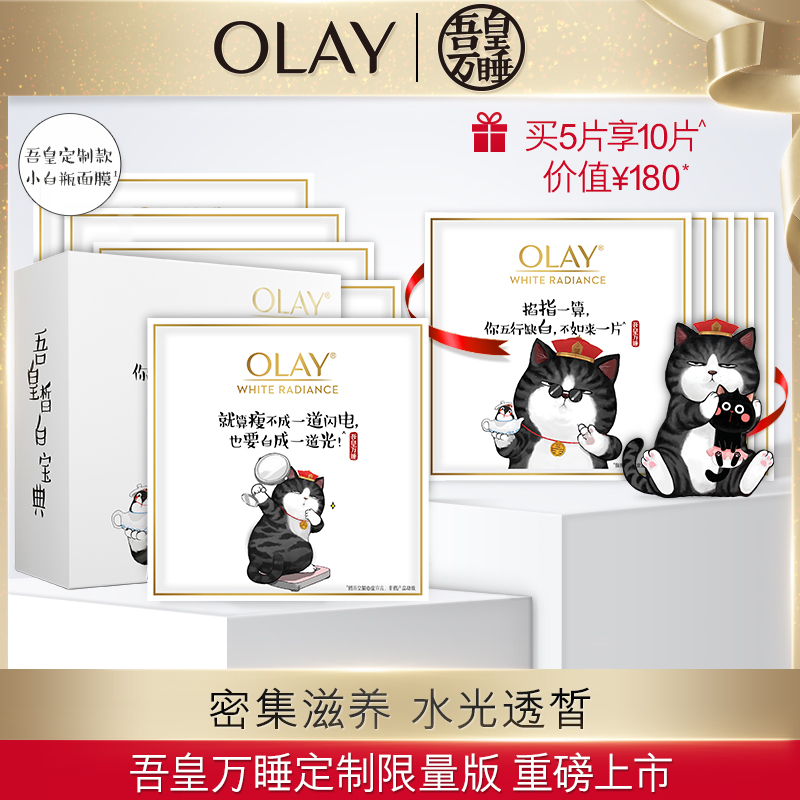 OLAY
吾皇万睡
买5片享10片^
价值¥180*
吾皇定制款
小白瓶面膜¹
OLAY®
吾皇皙白宝典
你
OLAY®
WHITE RADIANCE
就算瘦不成一道闪电,
也要白成一道光!^
吾皇万睡
OLAY®
WHITE RADIANCE
掐指一算,
你五行缺白,不如来一片
吾皇万睡
密集滋养 水光透皙
吾皇万睡定制限量版 重磅上市